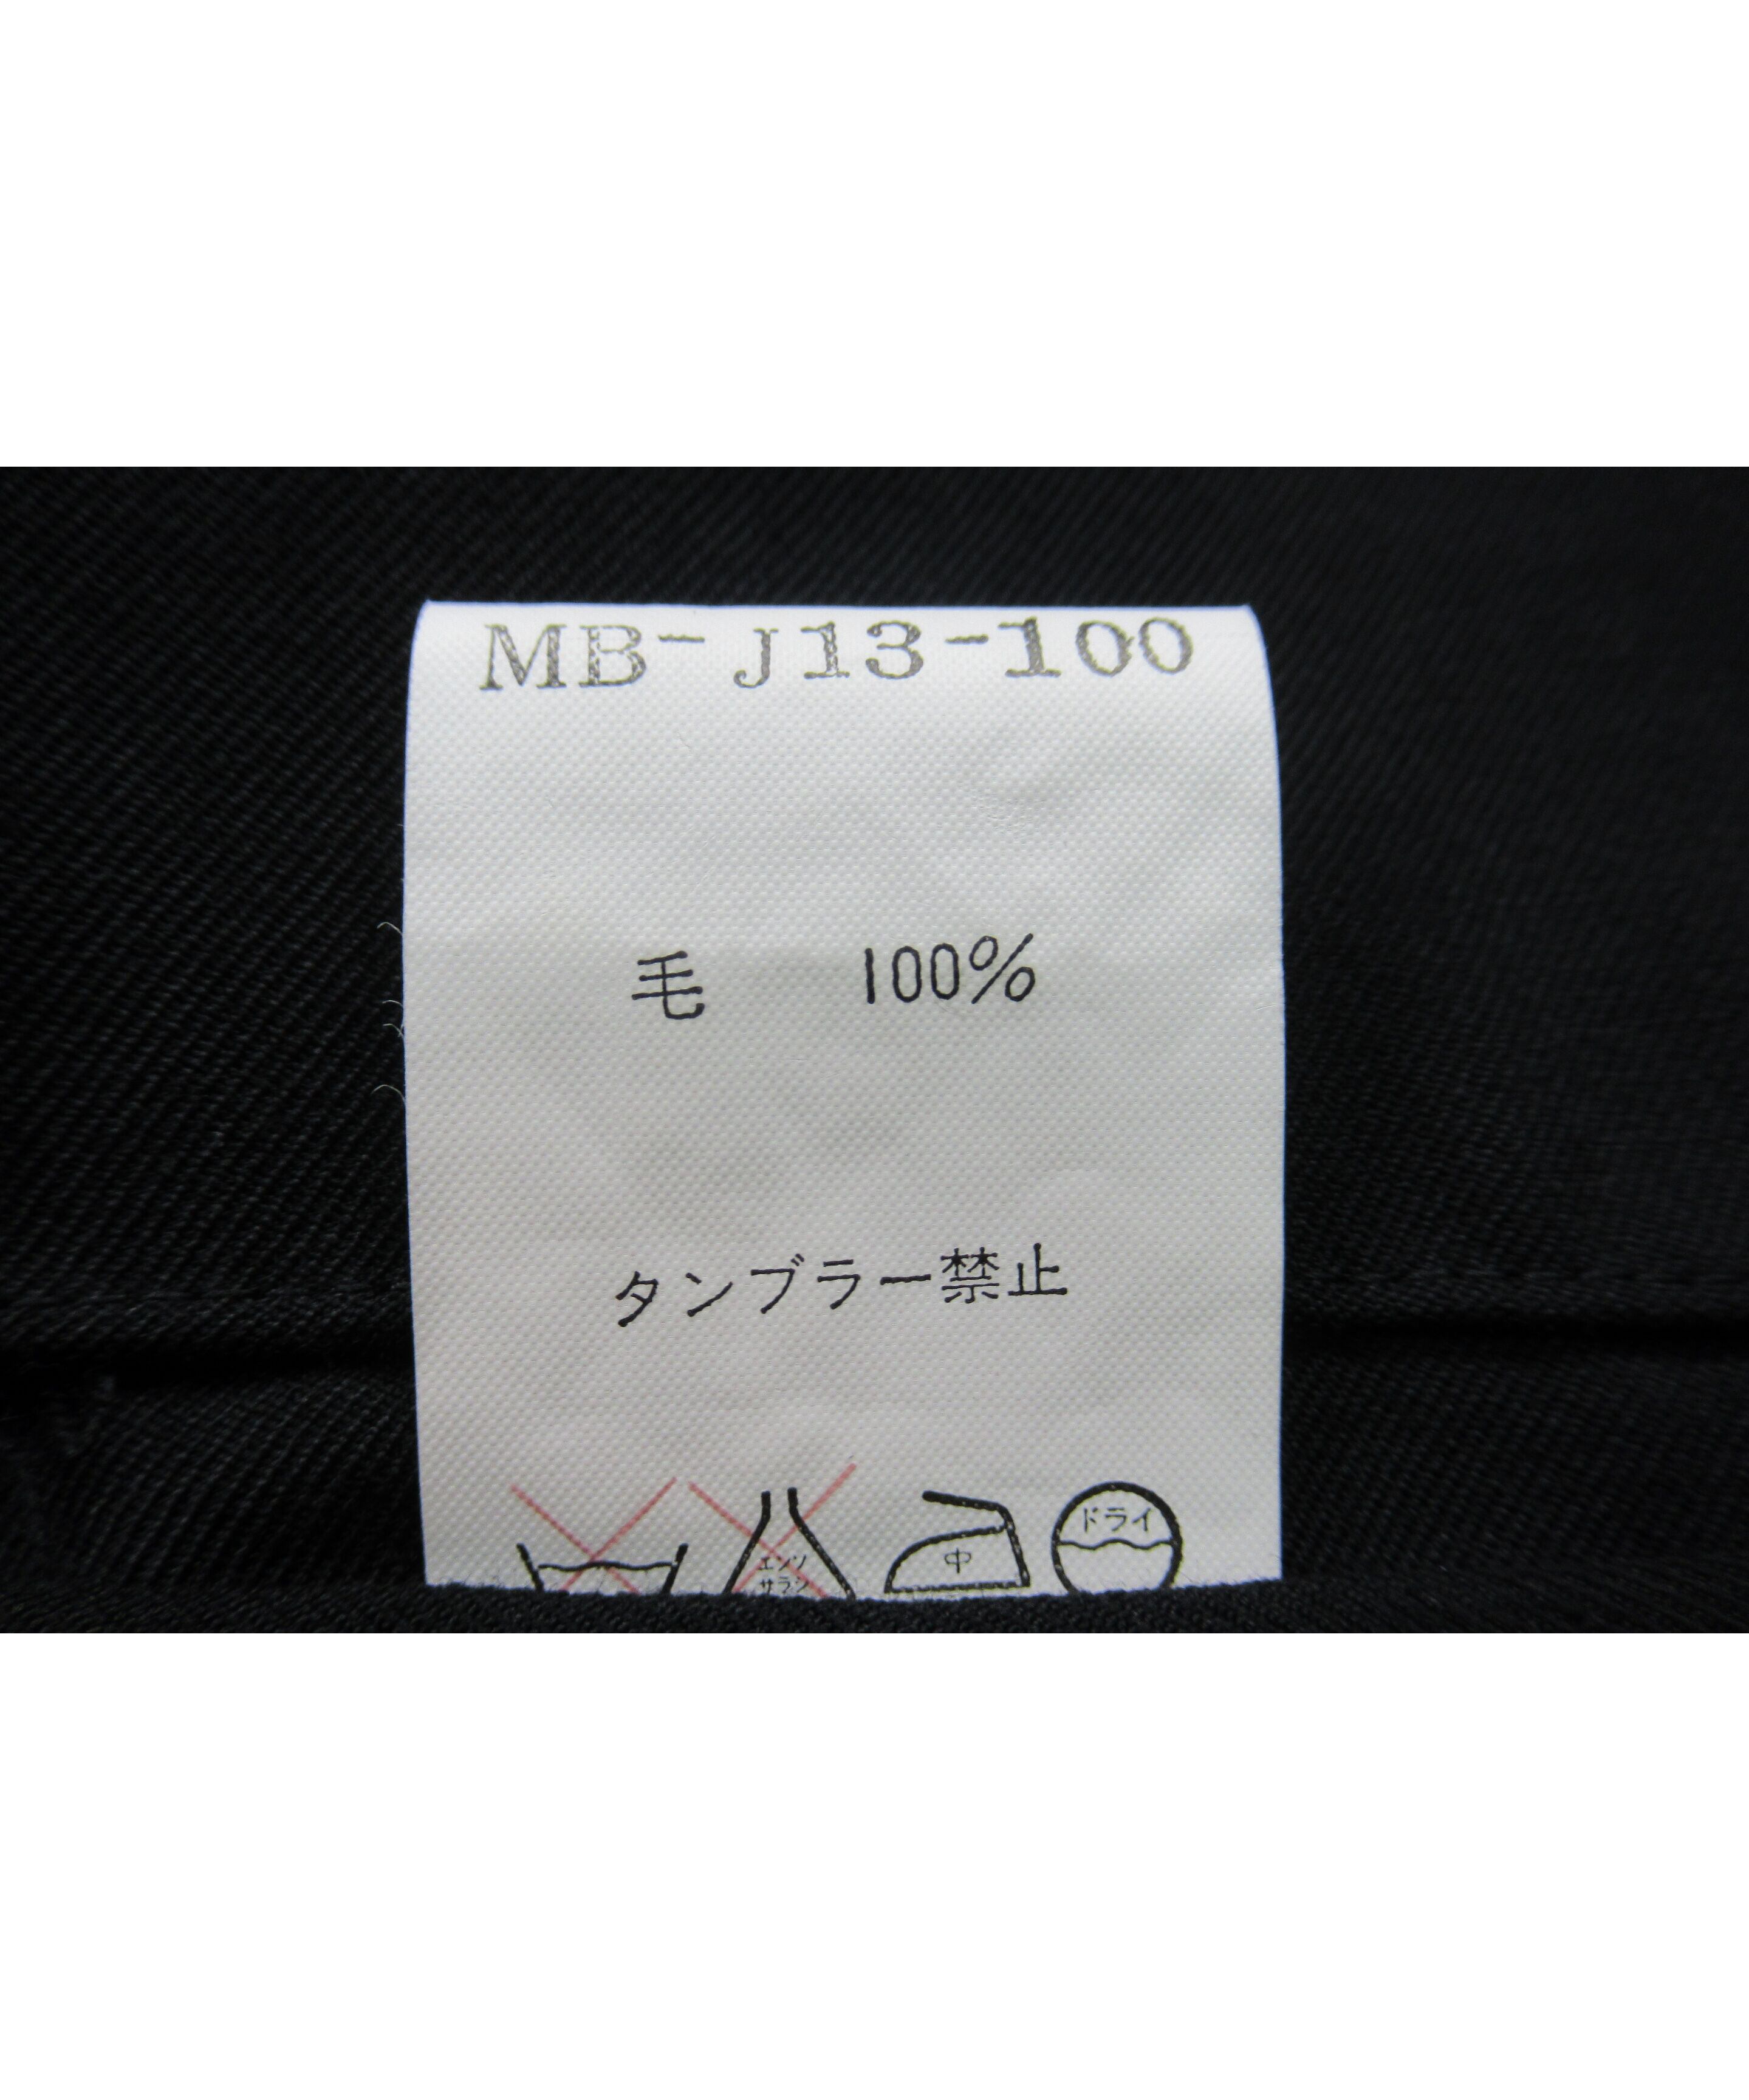 MB-J13-100
毛 100%
タンブラー禁止
エンソ
サラシ
中
ドライ